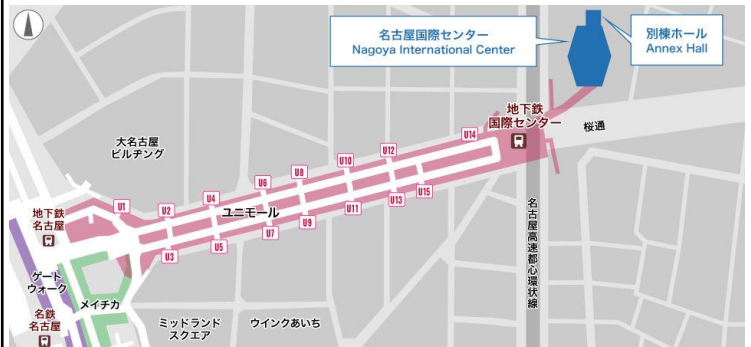 名古屋国際センター
Nagoya International Center
別棟ホール
Annex Hall
地下鉄
国際センター
桜通
大名古屋
ビルヂング
U14
U12
U10
U8
U6
U4
U2
U1
ユニモール
U15
U13
U11
U9
U7
U5
U3
地下鉄
名古屋
ゲート
ウォーク
メイチカ
名鉄
名古屋
ミッドランド
スクエア
ウインクあいち
名古屋高速都心環状線